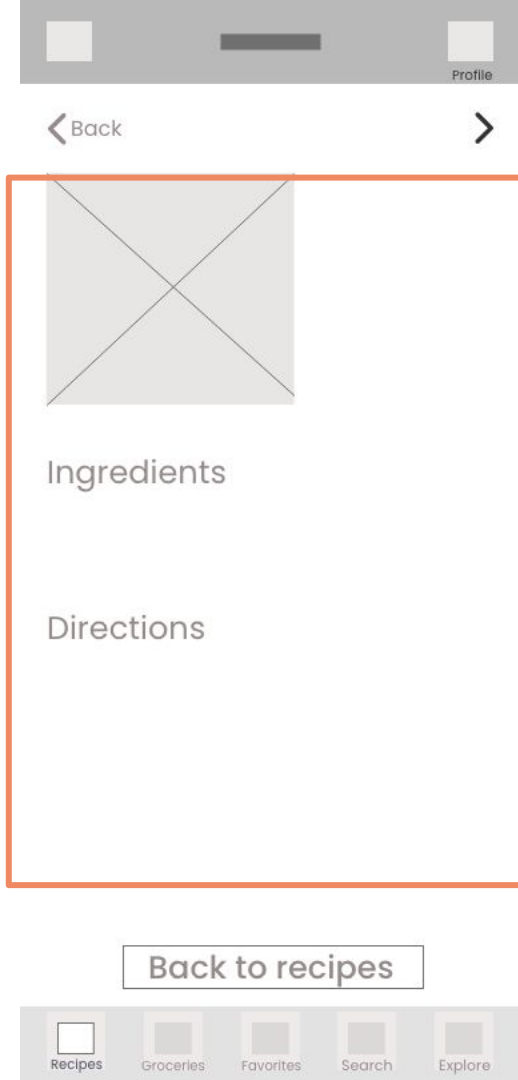 Profile
Back
Ingredients
Directions
Back to recipes
Recipes Groceries Favorites Search Explore